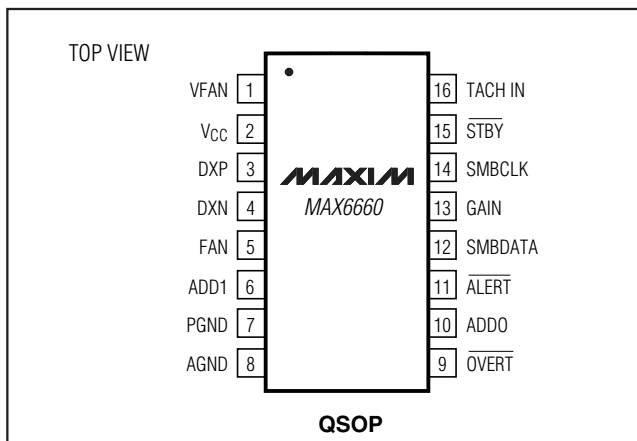 TOP VIEW
VFAN 1
VCC 2
DXP 3
DXN 4
FAN 5
ADD1 6
PGND 7
AGND 8
MAXIM
MAX6660
16 TACH IN
15 STBY
14 SMBCLK
13 GAIN
12 SMBDATA
11 ALERT
10 ADD0
9 OVERT
QSOP